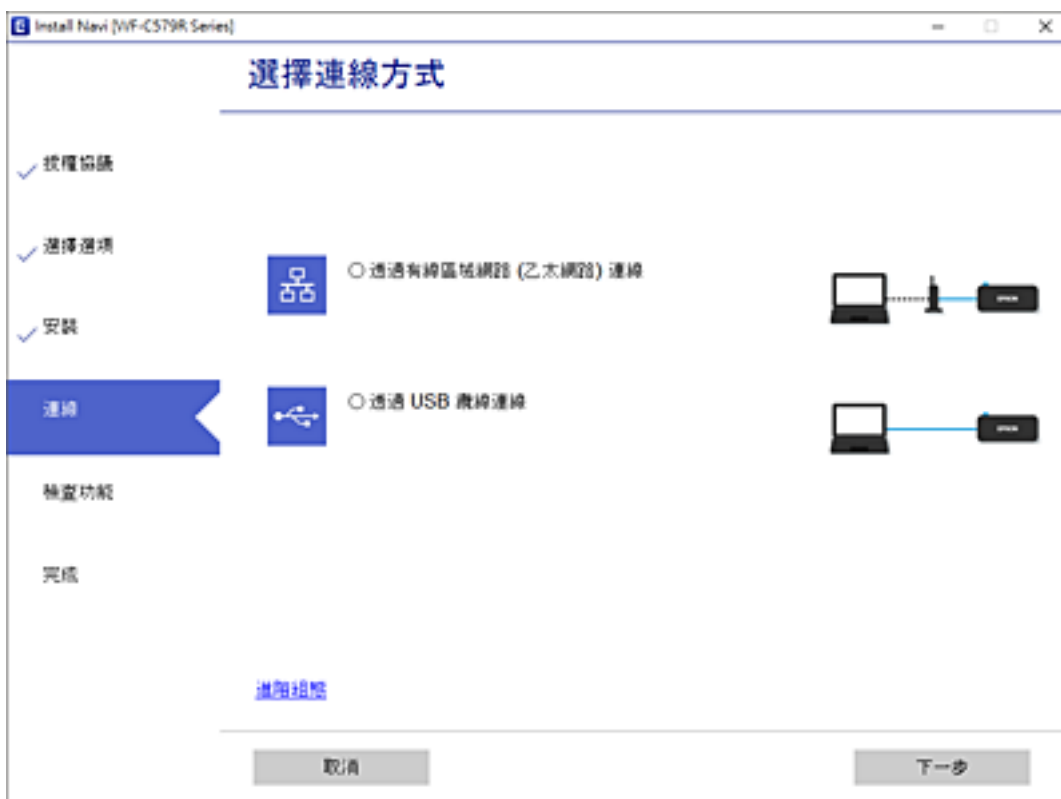 Install Navi [WF-C579R Series]
選擇連線方式
授權協議
選擇選項
安裝
連線
檢查功能
完成
透過有線區域網路 (乙太網路) 連線
透過 USB 纜線連線
EPSON
EPSON
進階組態
取消
下一步